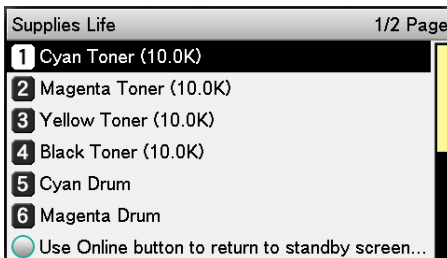 Supplies Life 1/2 Page
1 Cyan Toner (10.0K)
2 Magenta Toner (10.0K)
3 Yellow Toner (10.0K)
4 Black Toner (10.0K)
5 Cyan Drum
6 Magenta Drum
Use Online button to return to standby screen...